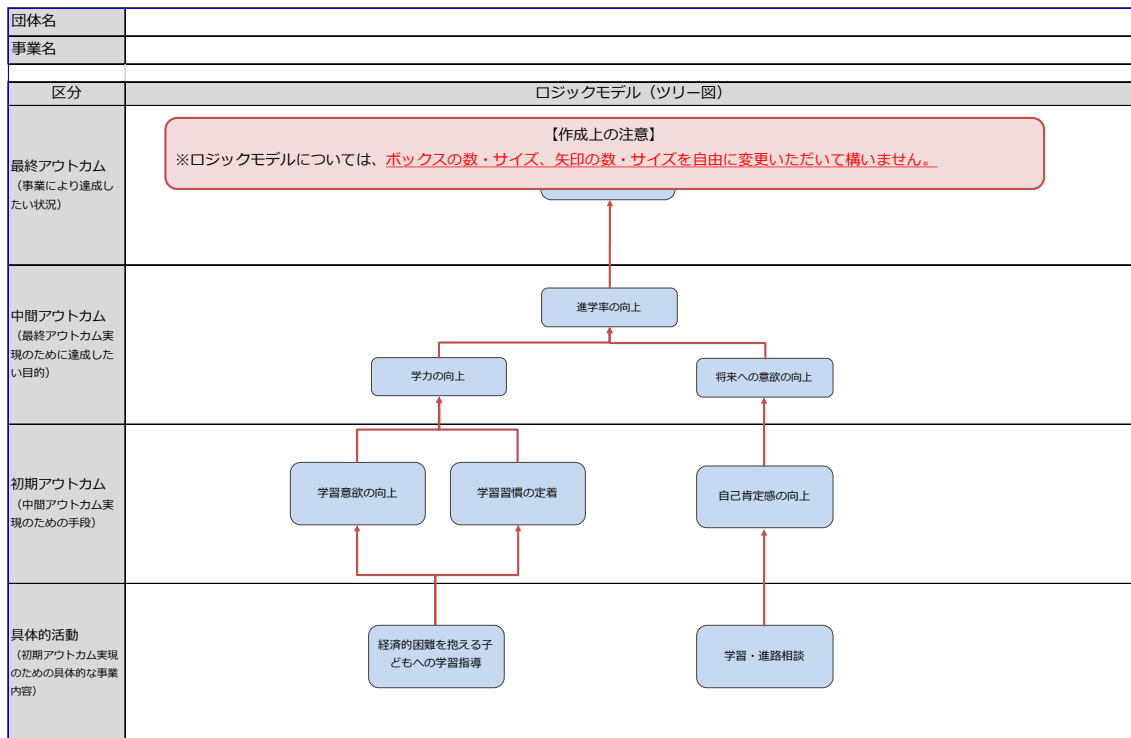 団体名
事業名
区分
ロジックモデル（ツリー図）
最終アウトカム
（事業により達成し
たい状況）
【作成上の注意】
※ロジックモデルについては、ボックスの数・サイズ、矢印の数・サイズを自由に変更いただいて構いません。
中間アウトカム
（最終アウトカム実
現のために達成した
い目的）
進学率の向上
学力の向上
将来への意欲の向上
初期アウトカム
（中間アウトカム実
現のための手段）
学習意欲の向上
学習習慣の定着
自己肯定感の向上
具体的活動
（初期アウトカム実現
のための具体的な事業
内容）
経済的困難を抱える子
どもへの学習指導
学習・進路相談